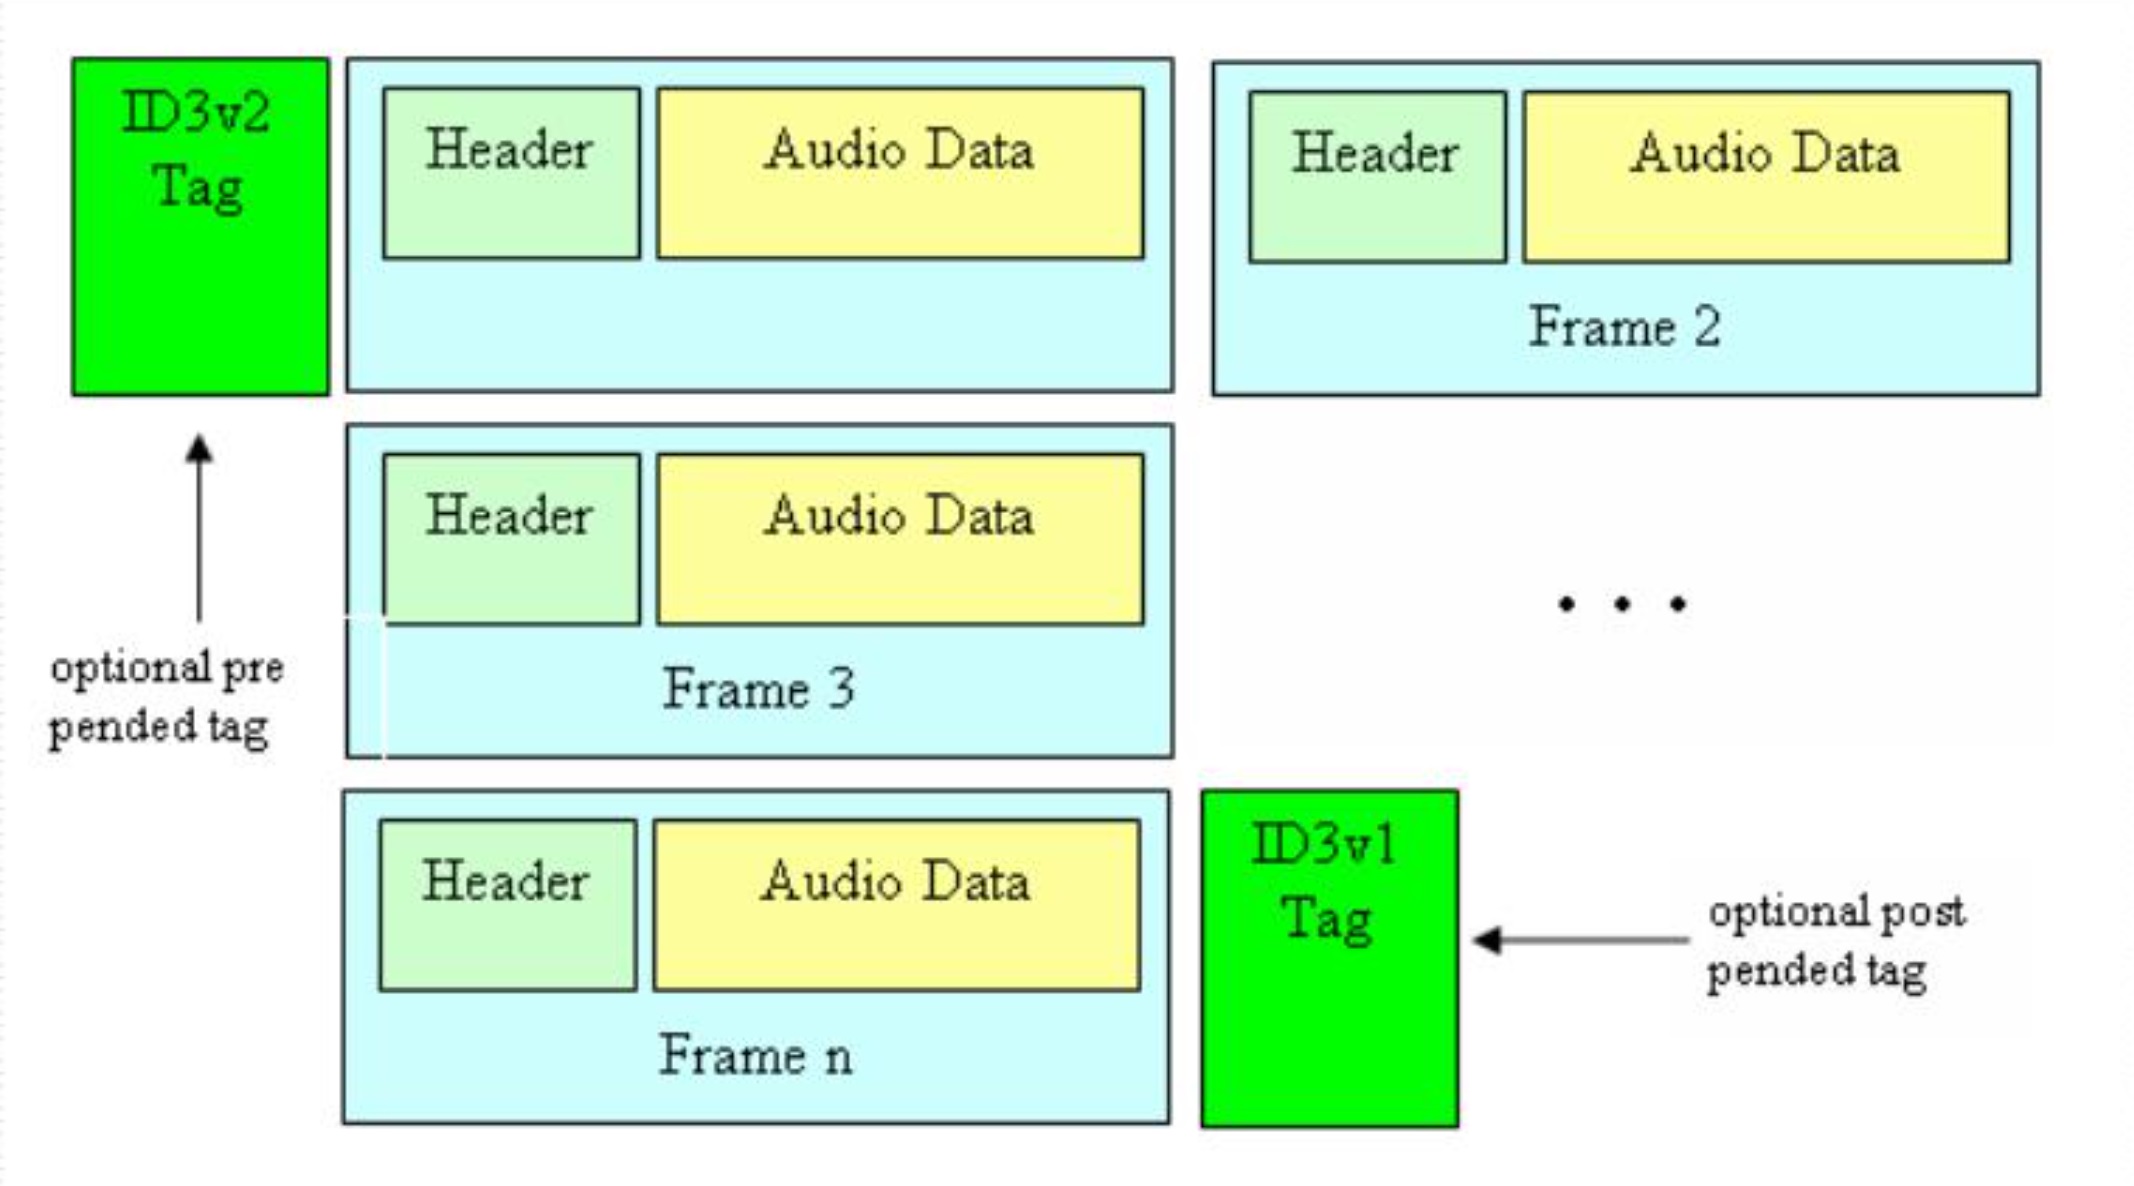 ID3v2
Tag
Header
Audio Data
Header
Audio Data
Frame 2
optional pre
pended tag
Header
Audio Data
Frame 3
. . .
Header
Audio Data
Frame n
ID3v1
Tag
optional post
pended tag